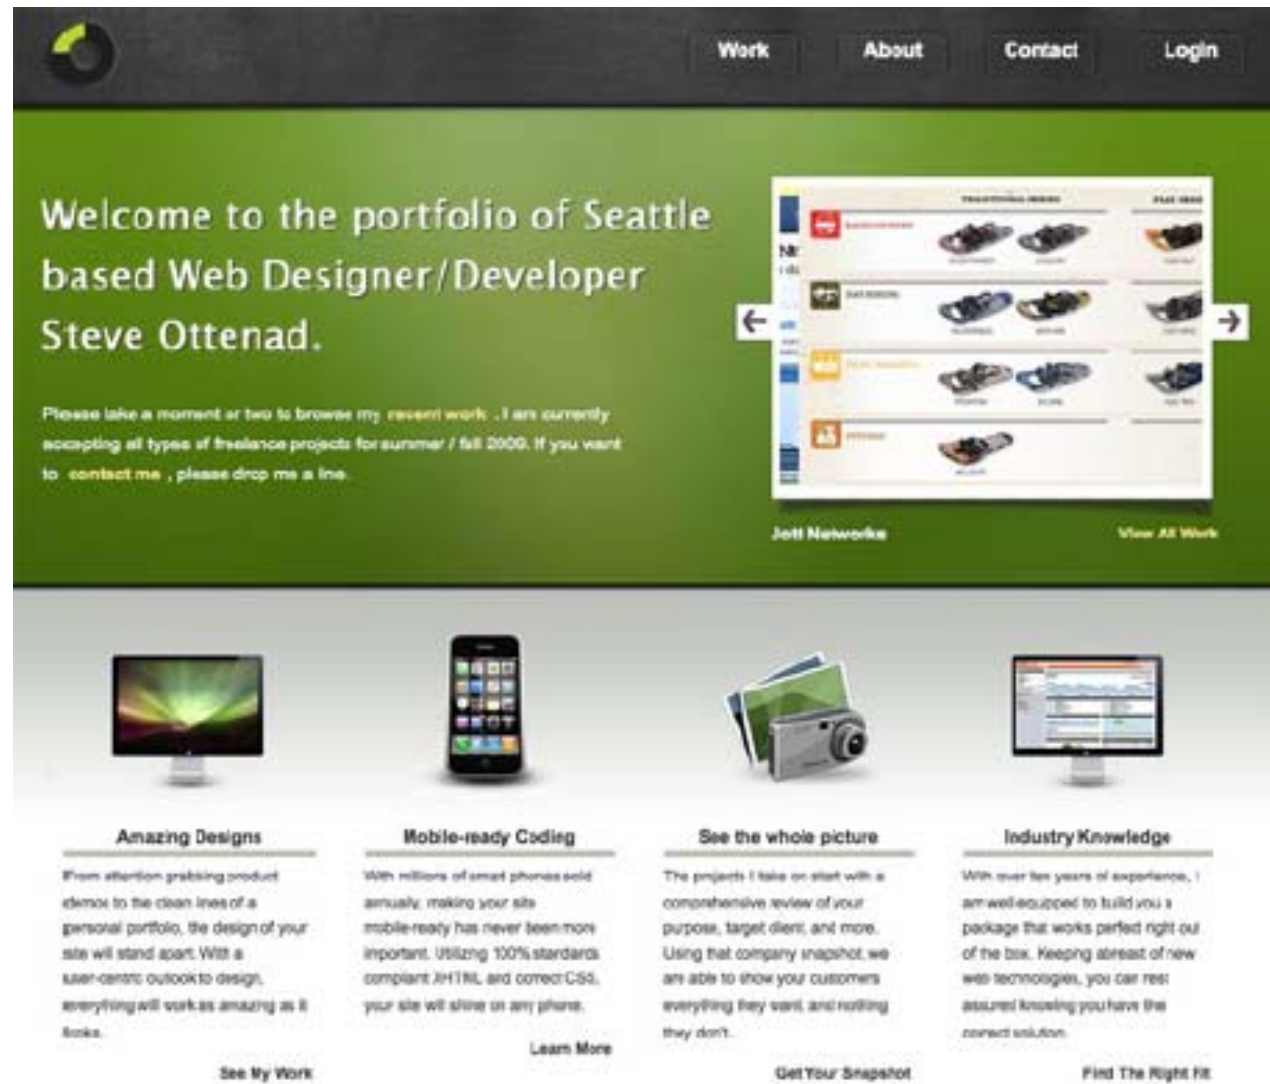 Work
About
Contact
Login
Welcome to the portfolio of Seattle
based Web Designer/Developer
Steve Ottenad.
Please take a moment or two to browse my recent work . I am currently
accepting all types of freelance projects for summer / fall 2009. If you want
to contact me , please drop me a line.
TRADITIONAL SERIES
Jott Networks
View All Work
Amazing Designs
From attention grabbing product
demos to the clean lines of a
personal portfolio, the design of your
site will stand apart. With a
user-centric outlook to design,
everything will work as amazing as it
looks.
See My Work
Mobile-ready Coding
With millions of smart phones sold
annually, making your site
mobile-ready has never been more
important. Utilizing 100% standards
compliant XHTML and correct CSS,
your site will shine on any phone.
Learn More
See the whole picture
The projects I take on start with a
comprehensive review of your
purpose, target client, and more.
Using that company snapshot, we
are able to show your customers
everything they want, and nothing
they don't.
Get Your Snapshot
Industry Knowledge
With over ten years of experience, I
am well-equipped to build you a
package that works perfect right out
of the box. Keeping abreast of new
web technologies, you can rest
assured knowing you have the
correct solution.
Find The Right Fit